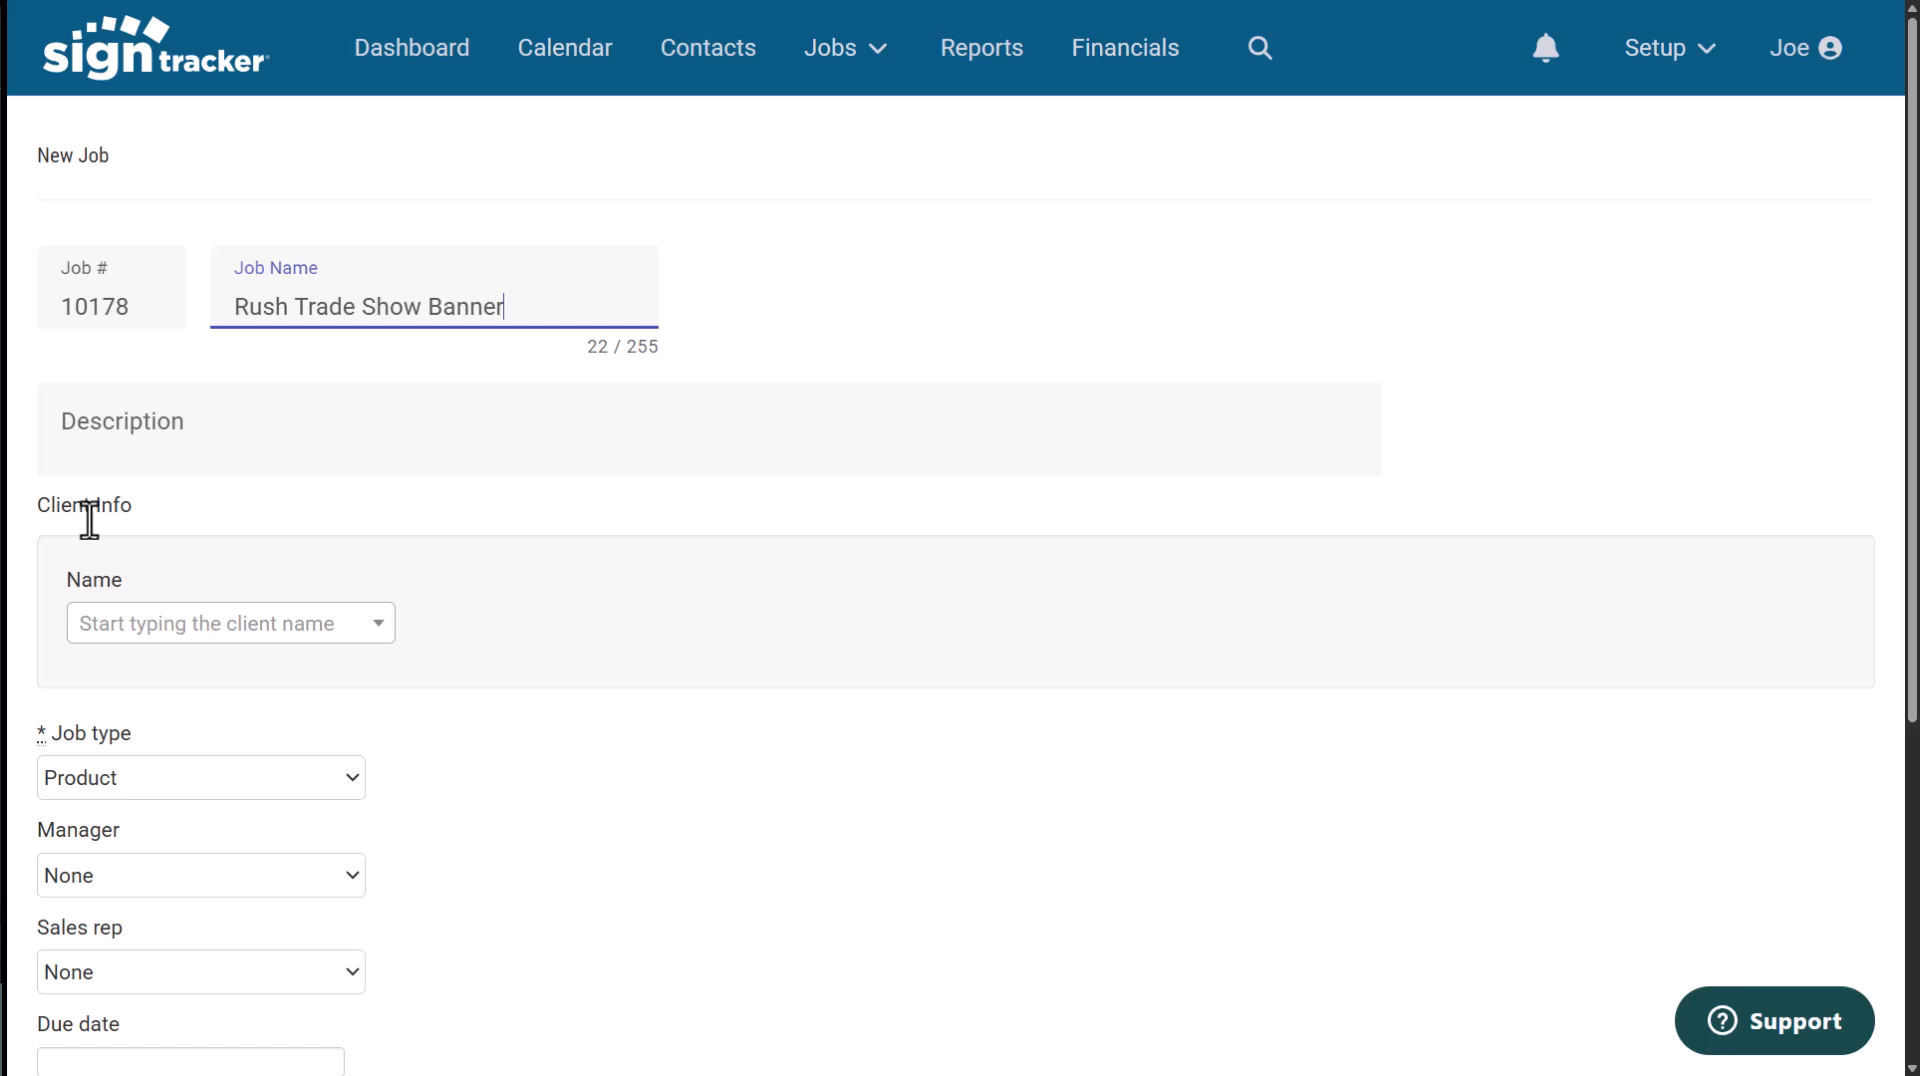 signtracker
Dashboard Calendar Contacts Jobs Reports Financials Setup Joe
New Job
Job # Job Name
10178 Rush Trade Show Banner
22 / 255
Description
Client Info
Name
Start typing the client name
* Job type
Product
Manager
None
Sales rep
None
Due date
? Support